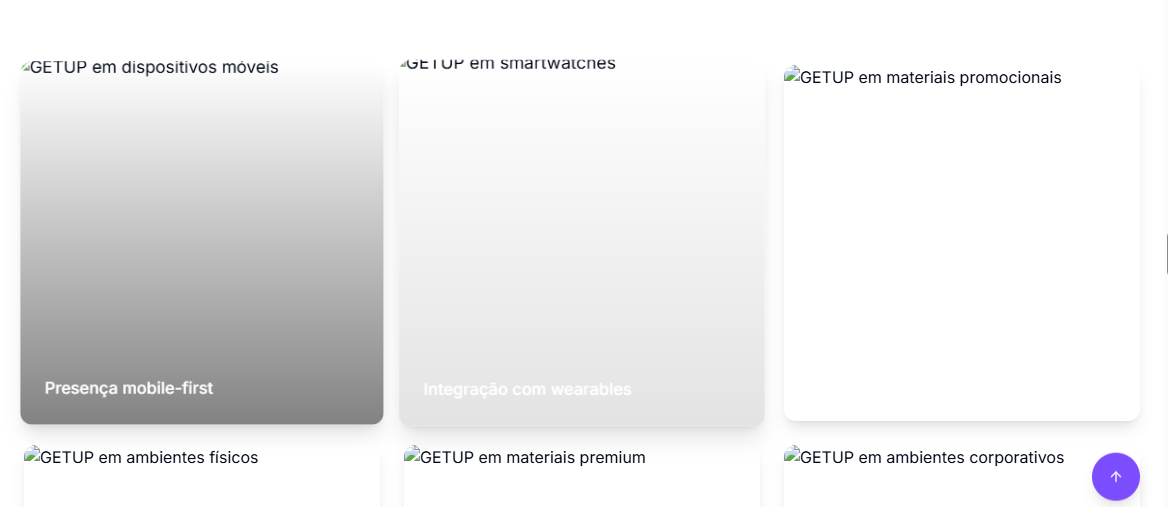 GETUP em dispositivos móveis
GETUP em smartwatches
GETUP em materiais promocionais
Presença mobile-first
Integração com wearables
GETUP em ambientes físicos
GETUP em materiais premium
GETUP em ambientes corporativos